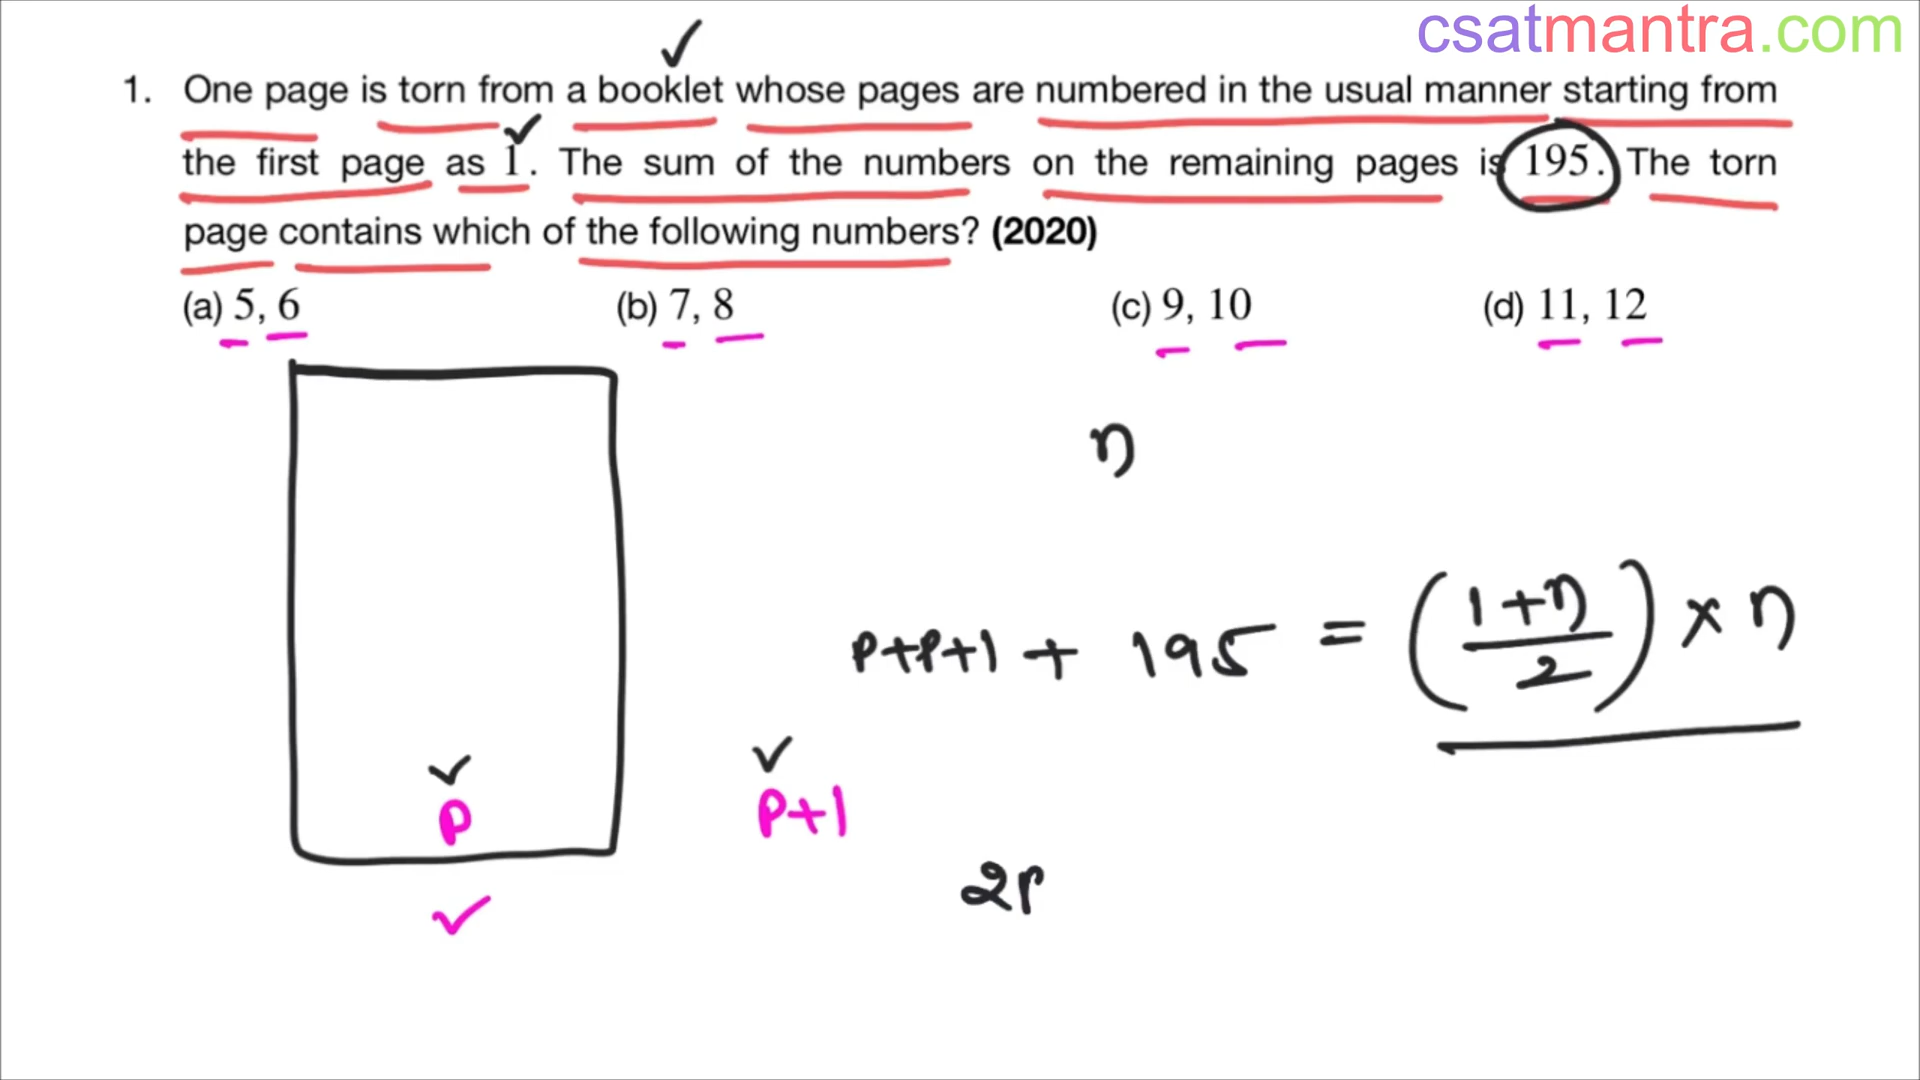 csatmantra.com
1. One page is torn from a booklet whose pages are numbered in the usual manner starting from
the first page as 1. The sum of the numbers on the remaining pages is 195. The torn
page contains which of the following numbers? (2020)
(a) 5, 6 (b) 7, 8 (c) 9, 10 (d) 11, 12
n
p+p+1 + 195 = (1+n/2) × n
p p+1
2p